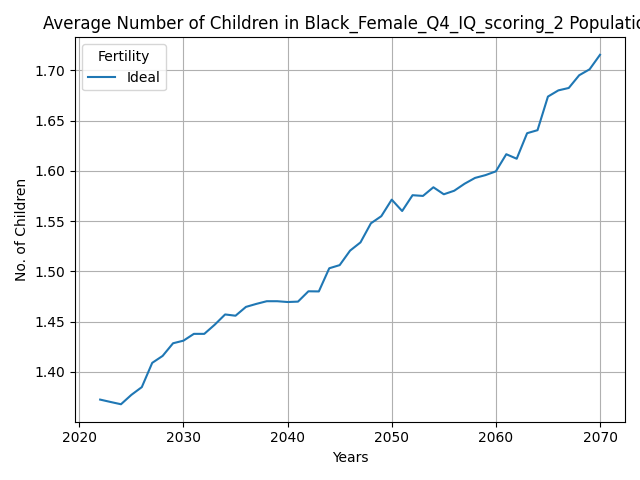 Average Number of Children in Black_Female_Q4_IQ_scoring_2 Populatio
Fertility
Ideal
No. of Children
1.70
1.65
1.60
1.55
1.50
1.45
1.40
2020 2030 2040 2050 2060 2070
Years